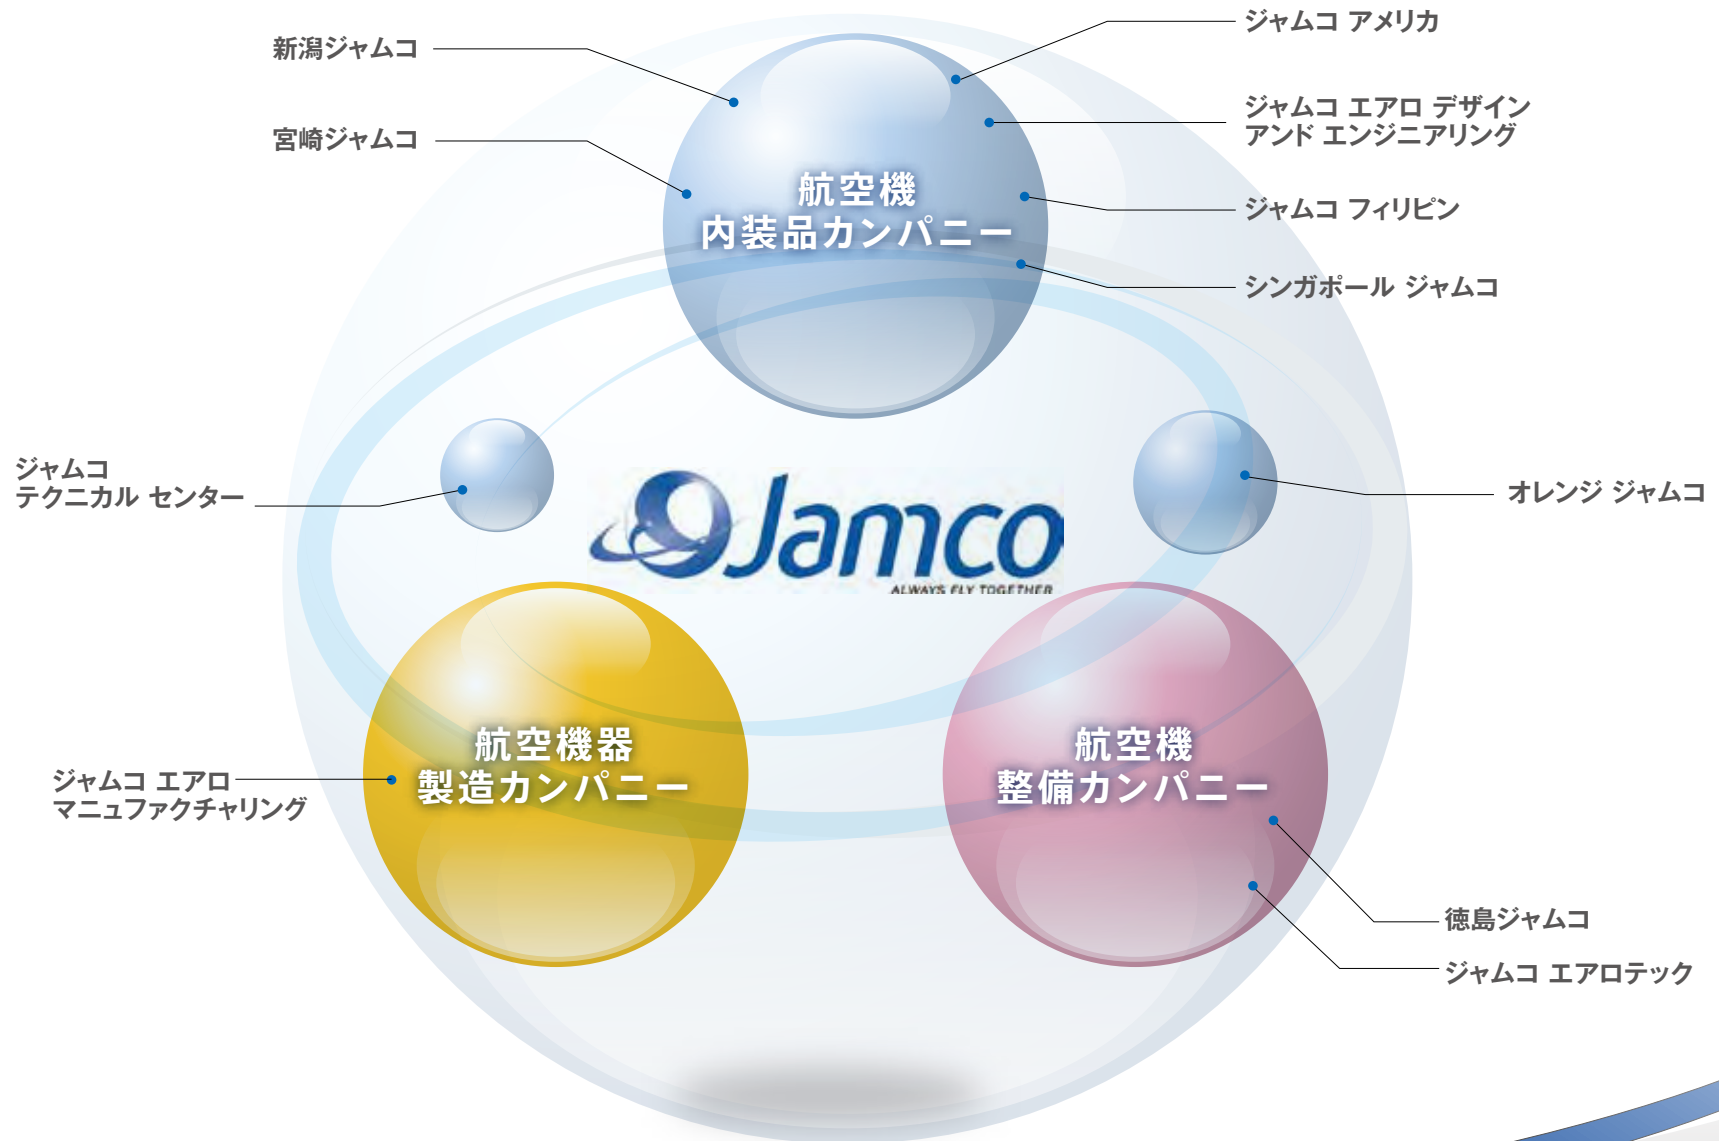 ジャムコ アメリカ
新潟ジャムコ
ジャムコ エアロ デザイン
アンド エンジニアリング
宮崎ジャムコ
航空機
内装品カンパニー
ジャムコ フィリピン
シンガポール ジャムコ
ジャムコ
テクニカル センター
Jamco
ALWAYS FLY TOGETHER
オレンジ ジャムコ
航空機器
製造カンパニー
航空機
整備カンパニー
ジャムコ エアロ
マニュファクチャリング
徳島ジャムコ
ジャムコ エアロテック